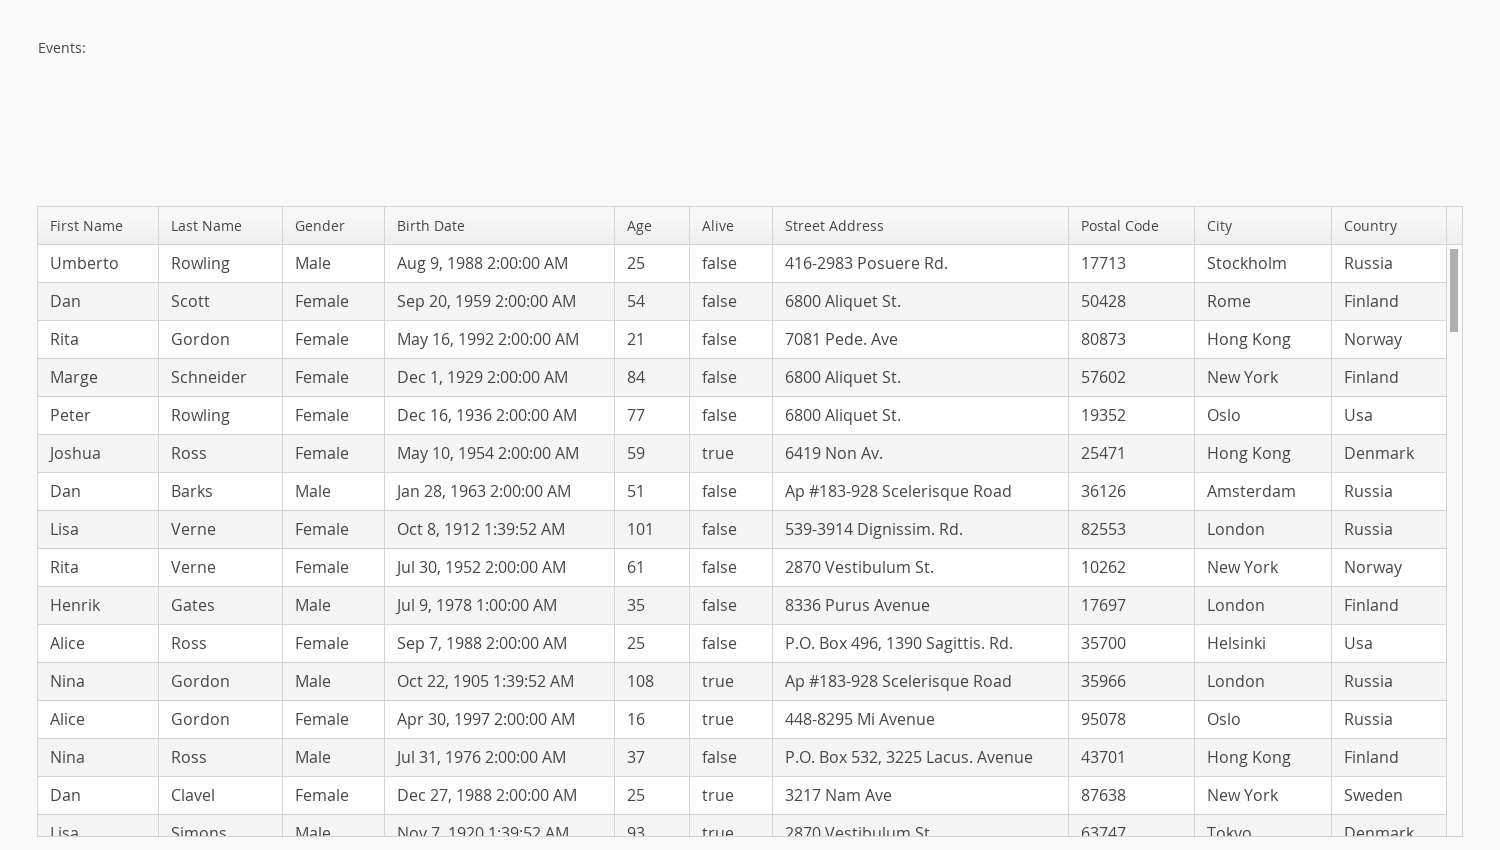 Events:
First Name Last Name Gender Birth Date Age Alive Street Address Postal Code City Country
Umberto Rowling Male Aug 9, 1988 2:00:00 AM 25 false 416-2983 Posuere Rd. 17713 Stockholm Russia
Dan Scott Female Sep 20, 1959 2:00:00 AM 54 false 6800 Aliquet St. 50428 Rome Finland
Rita Gordon Female May 16, 1992 2:00:00 AM 21 false 7081 Pede. Ave 80873 Hong Kong Norway
Marge Schneider Female Dec 1, 1929 2:00:00 AM 84 false 6800 Aliquet St. 57602 New York Finland
Peter Rowling Female Dec 16, 1936 2:00:00 AM 77 false 6800 Aliquet St. 19352 Oslo Usa
Joshua Ross Female May 10, 1954 2:00:00 AM 59 true 6419 Non Av. 25471 Hong Kong Denmark
Dan Barks Male Jan 28, 1963 2:00:00 AM 51 false Ap #183-928 Scelerisque Road 36126 Amsterdam Russia
Lisa Verne Female Oct 8, 1912 1:39:52 AM 101 false 539-3914 Dignissim. Rd. 82553 London Russia
Rita Verne Female Jul 30, 1952 2:00:00 AM 61 false 2870 Vestibulum St. 10262 New York Norway
Henrik Gates Male Jul 9, 1978 1:00:00 AM 35 false 8336 Purus Avenue 17697 London Finland
Alice Ross Female Sep 7, 1988 2:00:00 AM 25 false P.O. Box 496, 1390 Sagittis. Rd. 35700 Helsinki Usa
Nina Gordon Male Oct 22, 1905 1:39:52 AM 108 true Ap #183-928 Scelerisque Road 35966 London Russia
Alice Gordon Female Apr 30, 1997 2:00:00 AM 16 true 448-8295 Mi Avenue 95078 Oslo Russia
Nina Ross Male Jul 31, 1976 2:00:00 AM 37 false P.O. Box 532, 3225 Lacus. Avenue 43701 Hong Kong Finland
Dan Clavel Female Dec 27, 1988 2:00:00 AM 25 true 3217 Nam Ave 87638 New York Sweden
Lisa Simons Male Nov 7, 1920 1:39:52 AM 93 true 2870 Vestibulum St. 63747 Tokyo Denmark